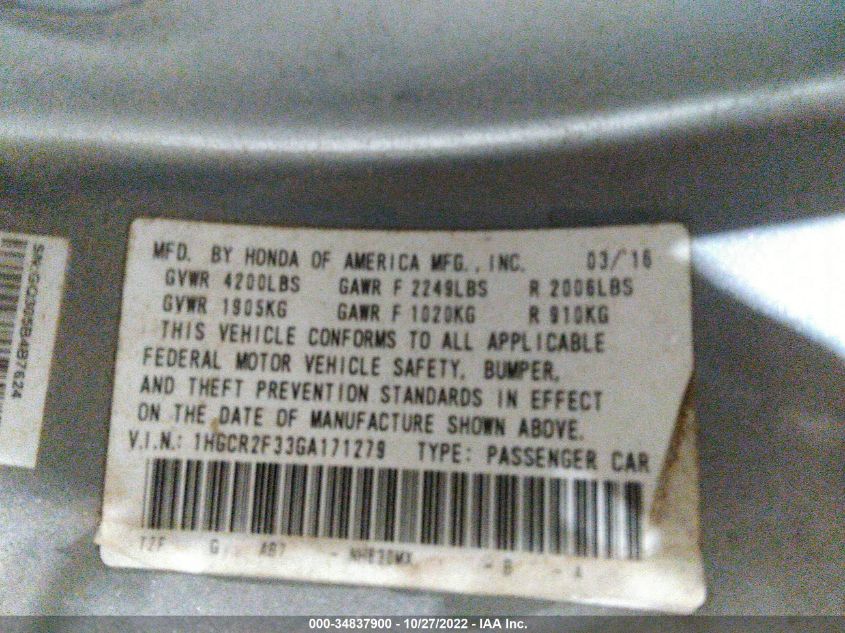 MFD. BY HONDA OF AMERICA MFG., INC. 03/'16
GVWR 4200LBS GAWR F 2249LBS R 2006LBS
GVWR 1905KG GAWR F 1020KG R 910KG
THIS VEHICLE CONFORMS TO ALL APPLICABLE
FEDERAL MOTOR VEHICLE SAFETY, BUMPER,
AND THEFT PREVENTION STANDARDS IN EFFECT
ON THE DATE OF MANUFACTURE SHOWN ABOVE.
V.I.N.: 1HGCR2F33GA171279 TYPE: PASSENGER CAR
G - NH830MX - B - A
000-34837900 - 10/27/2022 - IAA Inc.